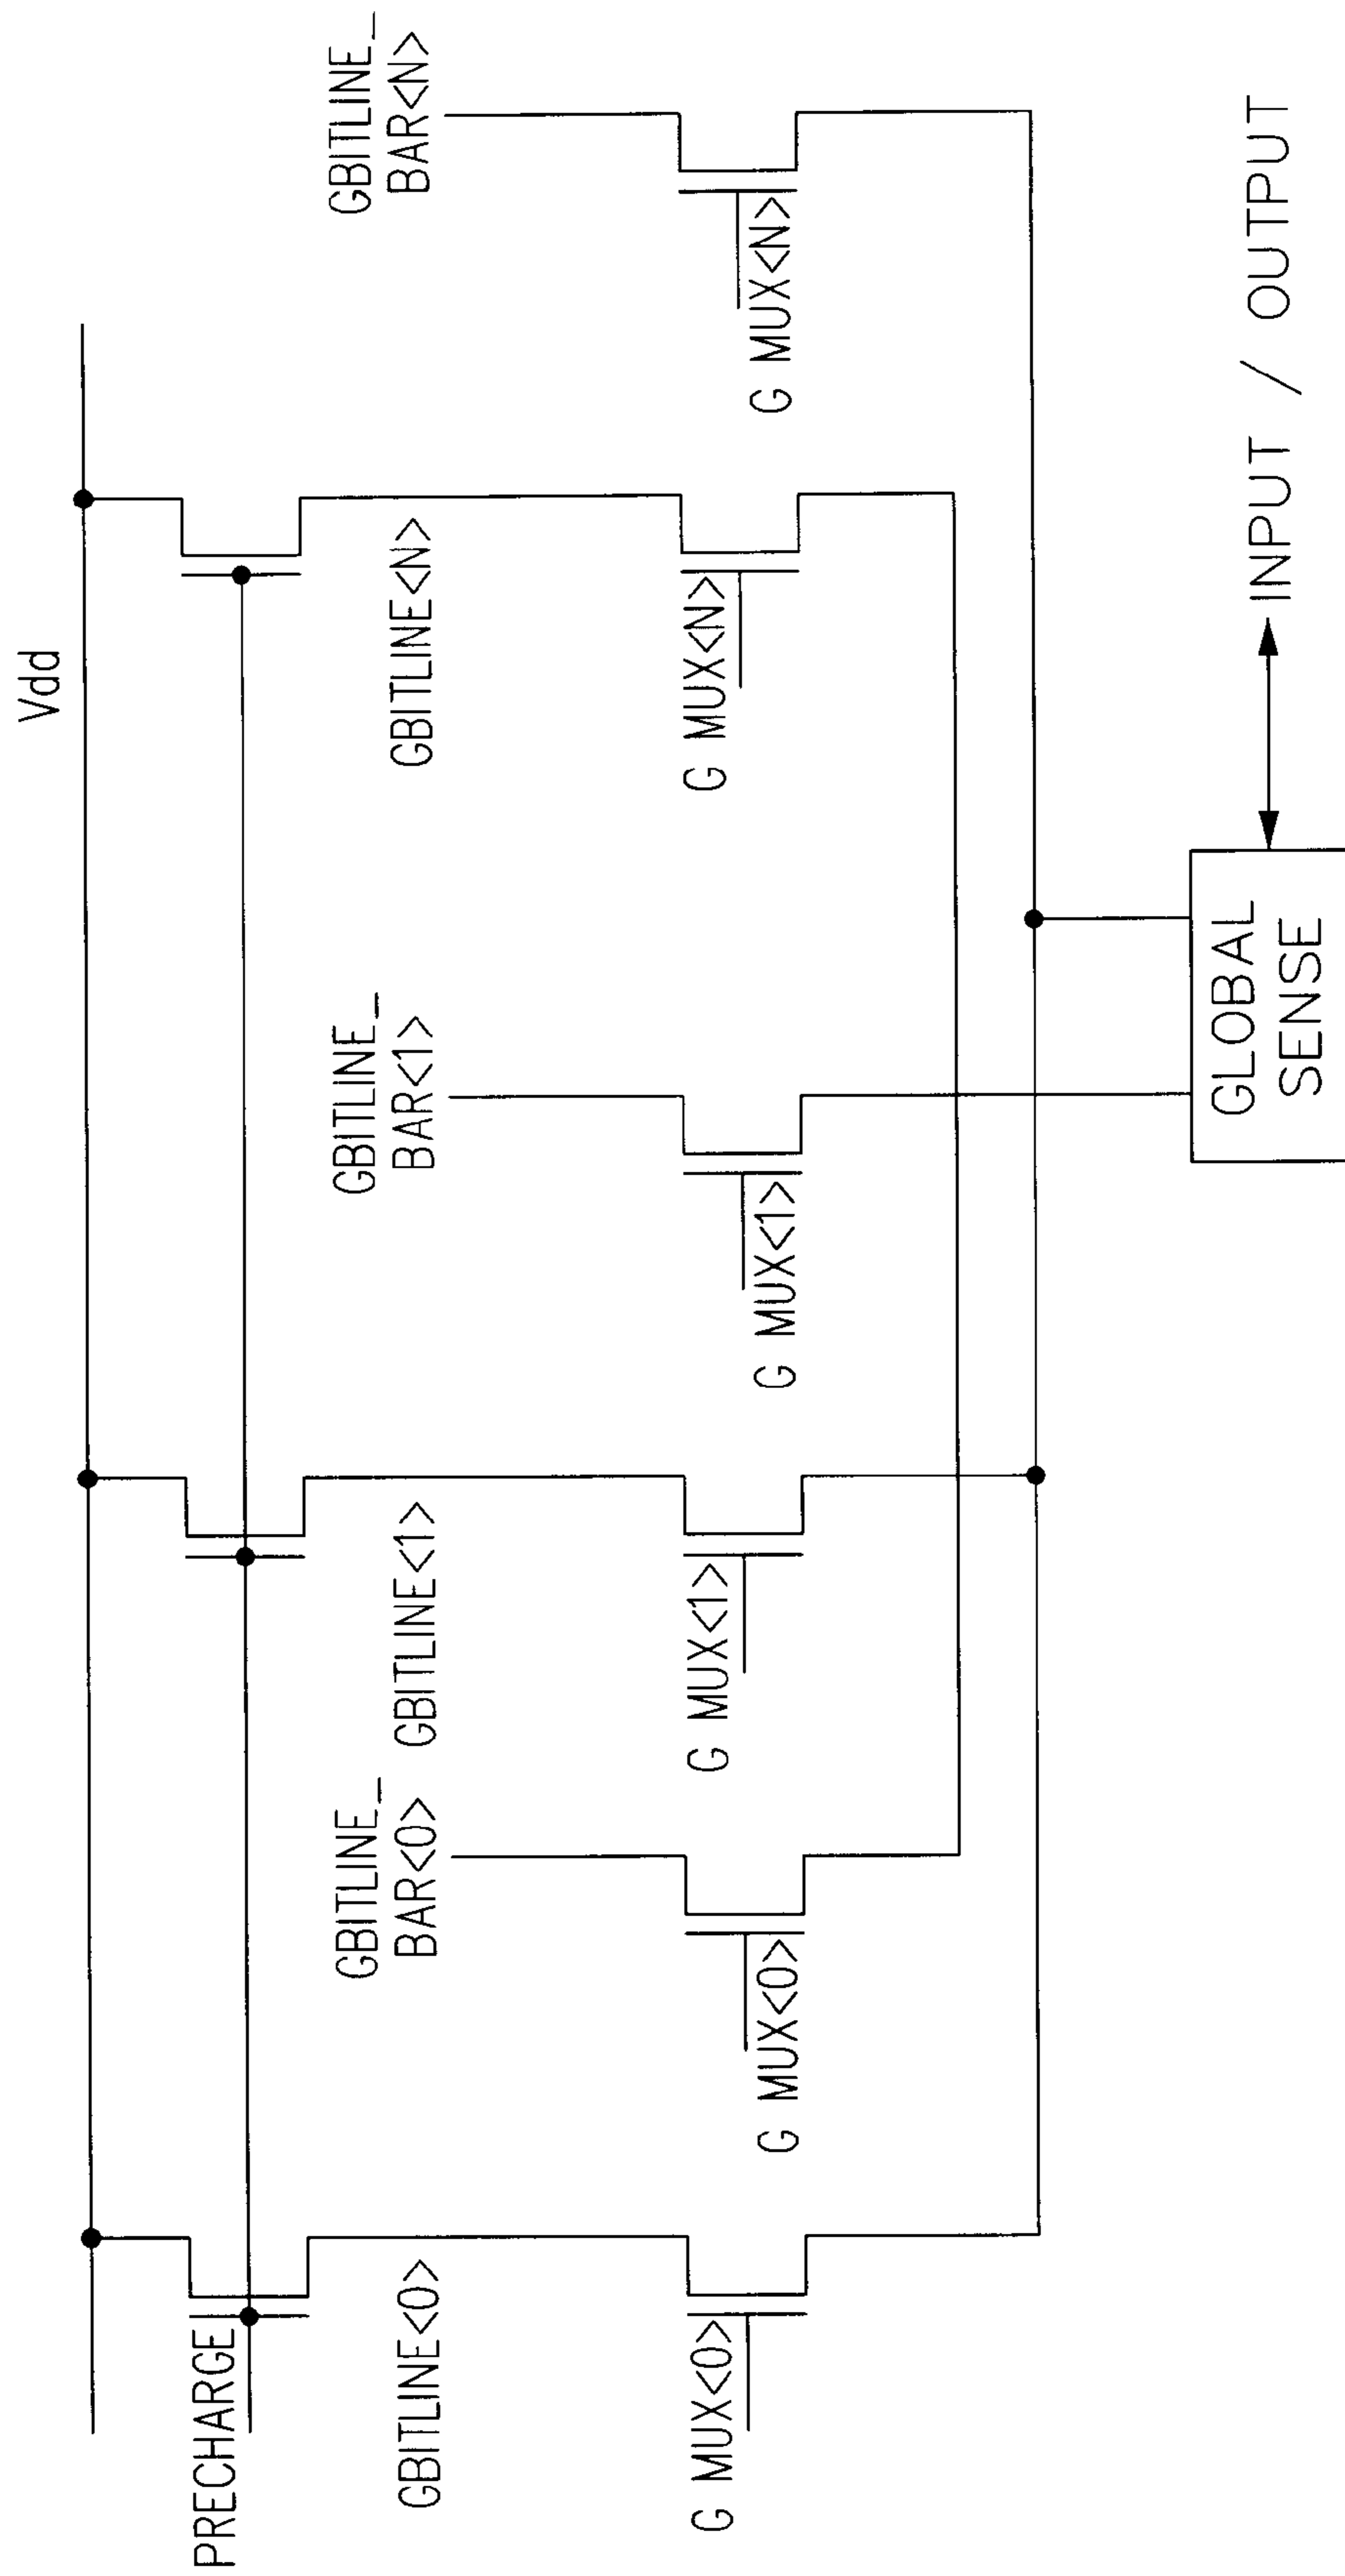 Vdd
PRECHARGE
GBITLINE<0>
GBITLINE_
BAR<0>
GBITLINE<1>
GBITLINE_
BAR<1>
GBITLINE<N>
GBITLINE_
BAR<N>
G MUX<0>
G MUX<0>
G MUX<1>
G MUX<1>
G MUX<N>
G MUX<N>
GLOBAL
SENSE
INPUT / OUTPUT